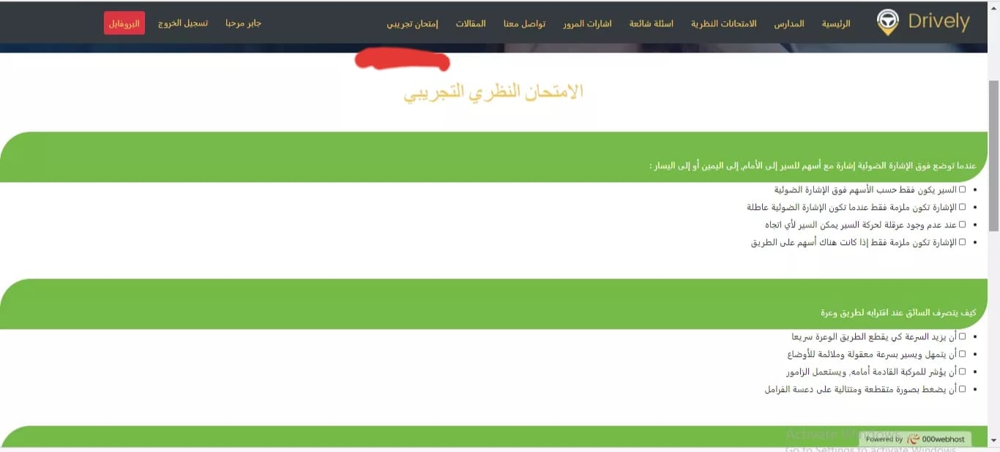 Drively
الرئيسية
المدارس
الامتحانات النظرية
اسئلة شائعة
اشارات المرور
تواصل معنا
المقالات
إمتحان تجريبي
جابر مرحبا
تسجيل الخروج
البروفايل
الامتحان النظري التجريبي
عندما توضع فوق الإشارة الضوئية إشارة مع أسهم للسير إلى الأمام, إلى اليمين أو إلى اليسار :
السير يكون فقط حسب الأسهم فوق الإشارة الضوئية
الإشارة تكون ملزمة فقط عندما تكون الإشارة الضوئية عاطلة
عند عدم وجود عرقلة لحركة السير يمكن السير لأي اتجاه
الإشارة تكون ملزمة فقط إذا كانت هناك أسهم على الطريق
كيف يتصرف السائق عند اقترابه لطريق وعرة
أن يزيد السرعة كي يقطع الطريق الوعرة سريعا
أن يتمهل ويسير بسرعة معقولة وملائمة للأوضاع
أن يؤشر للمركبة القادمة أمامه, ويستعمل الزامور
أن يضغط بصورة متقطعة ومتتالية على دعسة الفرامل
Activate Windows
Powered by 000webhost
Go to Settings to activate Windows.